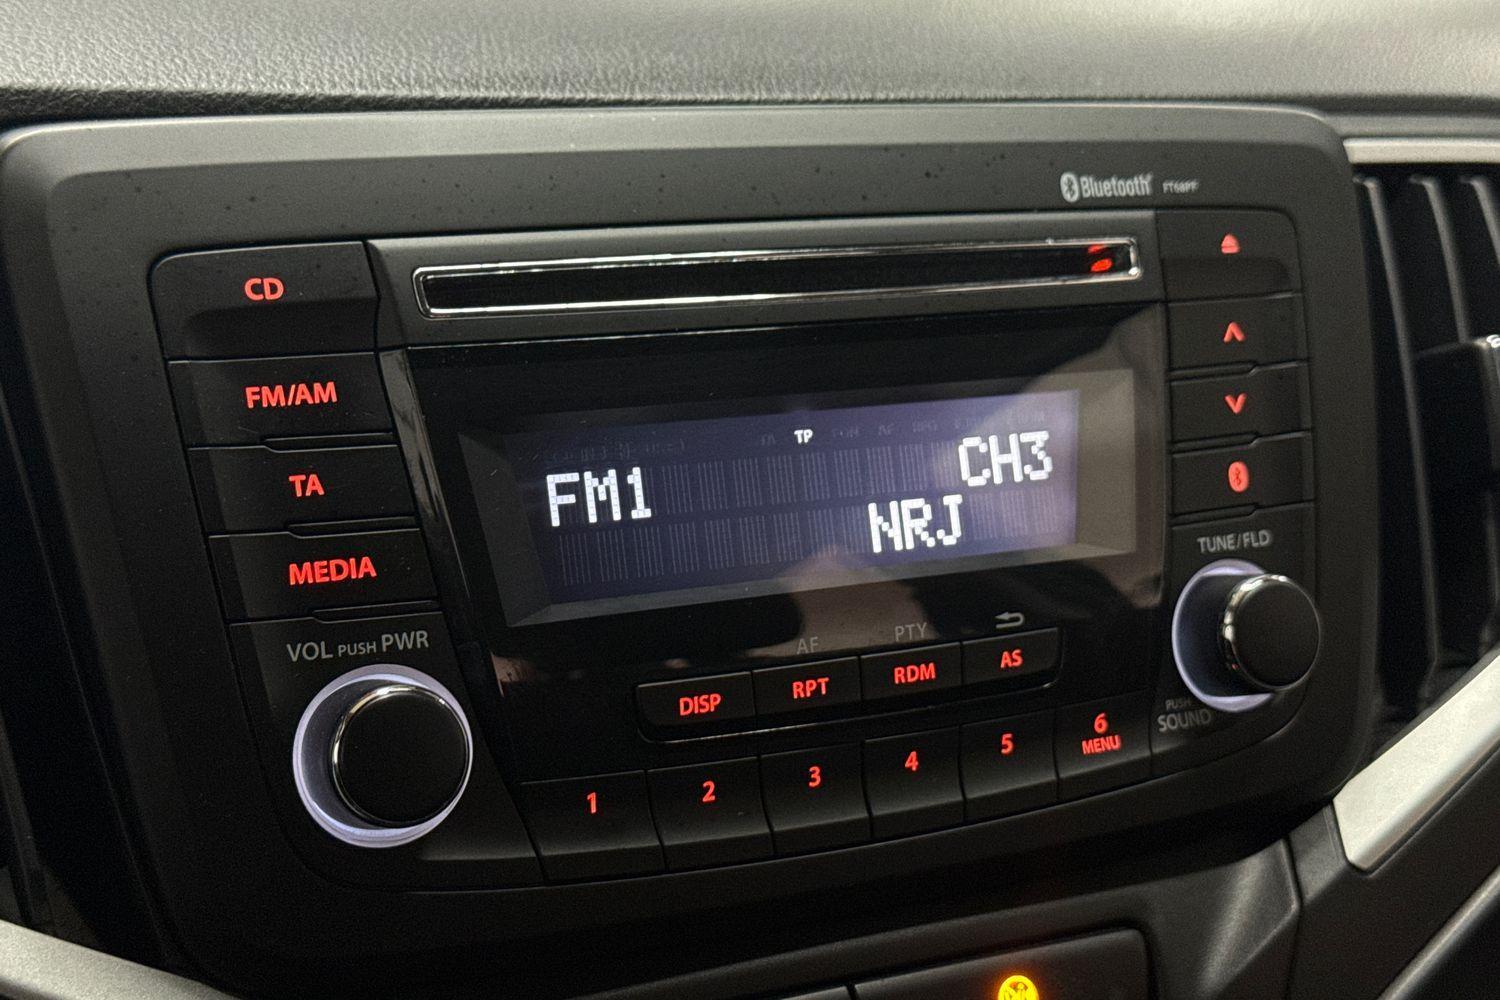 Bluetooth FT68PF
CD
FM/AM
TA
MEDIA
TP
FM1 CH3
NRJ
VOL PUSH PWR
TUNE/FLD
PUSH
SOUND
AF PTY
DISP RPT RDM AS
1 2 3 4 5 6
MENU